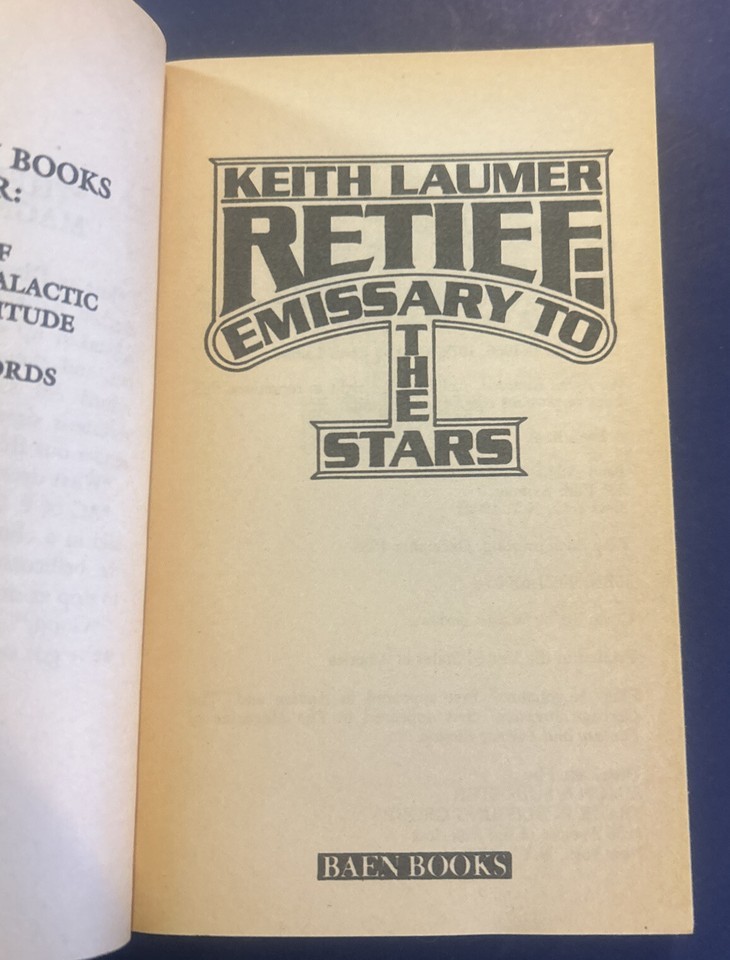 BOOKS
R:
F
ALACTIC
ITUDE
ORDS
KEITH LAUMER
RETIEF:
EMISSARY TO
THE
STARS
BAEN BOOKS